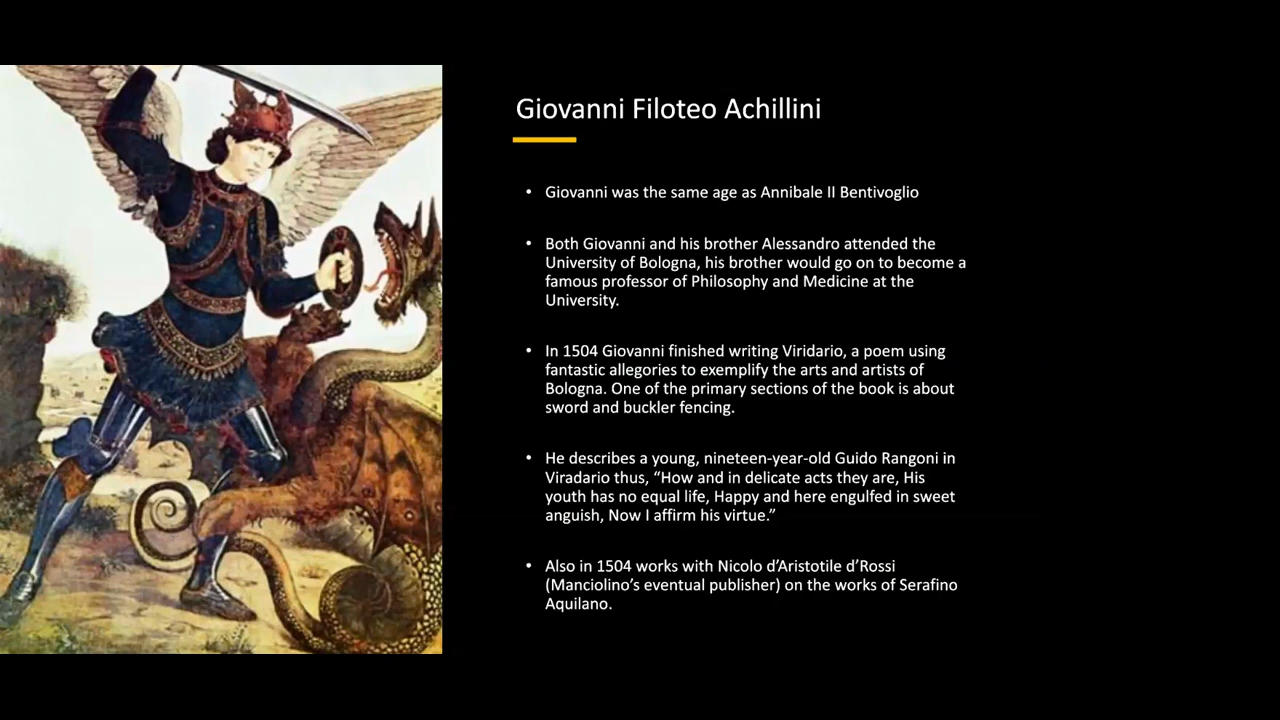 Giovanni Filoteo Achillini
• Giovanni was the same age as Annibale II Bentivoglio
• Both Giovanni and his brother Alessandro attended the
University of Bologna, his brother would go on to become a
famous professor of Philosophy and Medicine at the
University.
• In 1504 Giovanni finished writing Viridario, a poem using
fantastic allegories to exemplify the arts and artists of
Bologna. One of the primary sections of the book is about
sword and buckler fencing.
• He describes a young, nineteen-year-old Guido Rangoni in
Viradario thus, “How and in delicate acts they are, His
youth has no equal life, Happy and here engulfed in sweet
anguish, Now I affirm his virtue.”
• Also in 1504 works with Nicolo d’Aristotile d’Rossi
(Manciolino’s eventual publisher) on the works of Serafino
Aquilano.